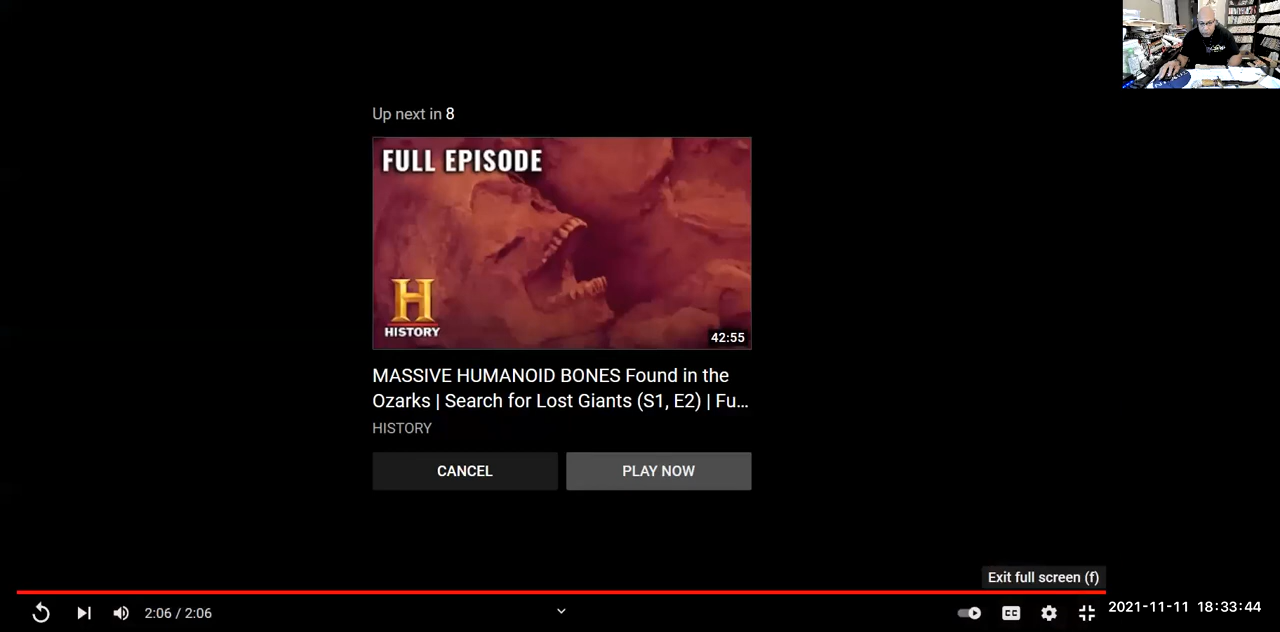 Up next in 8
FULL EPISODE
H
HISTORY
42:55
MASSIVE HUMANOID BONES Found in the
Ozarks | Search for Lost Giants (S1, E2) | Fu...
HISTORY
CANCEL
PLAY NOW
Exit full screen (f)
2:06 / 2:06
CC
2021-11-11 18:33:44